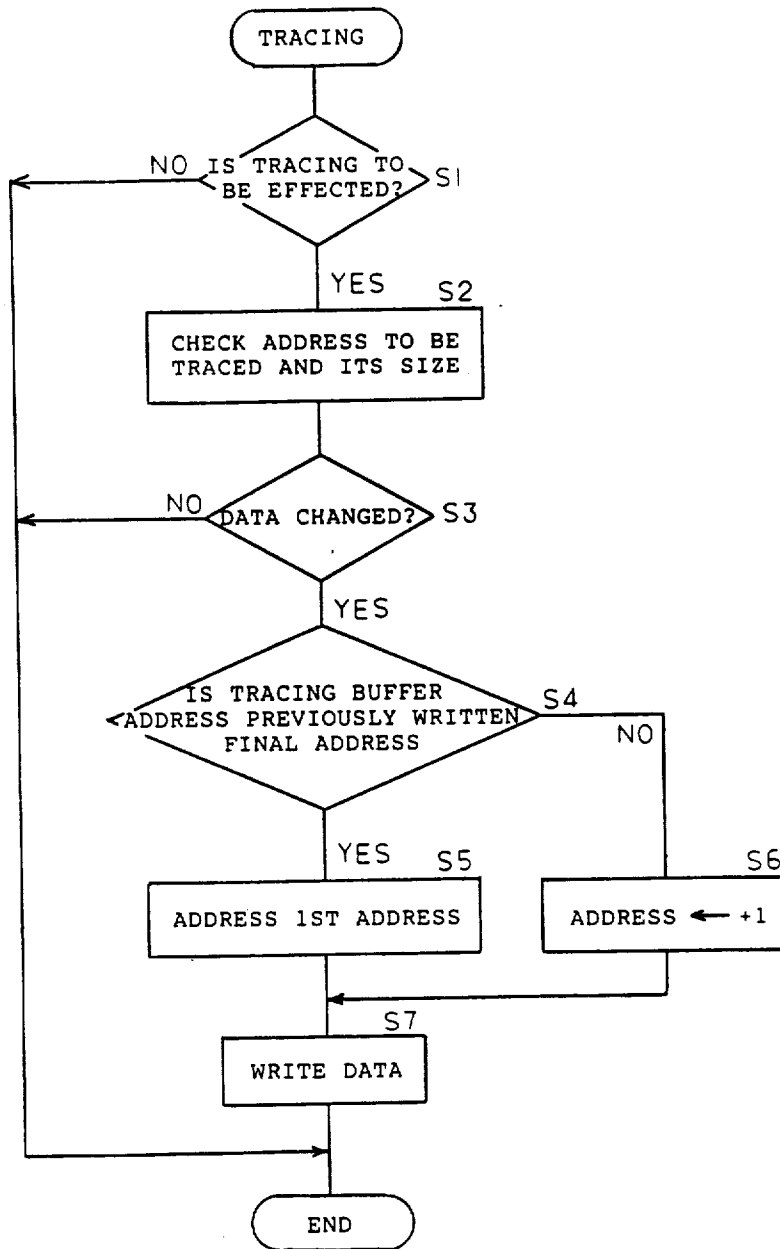 TRACING
NO
IS TRACING TO
BE EFFECTED?
S1
YES
S2
CHECK ADDRESS TO BE
TRACED AND ITS SIZE
NO
DATA CHANGED?
S3
YES
IS TRACING BUFFER
ADDRESS PREVIOUSLY WRITTEN
FINAL ADDRESS
S4
NO
YES
S5
S6
ADDRESS 1ST ADDRESS
ADDRESS ← +1
S7
WRITE DATA
END